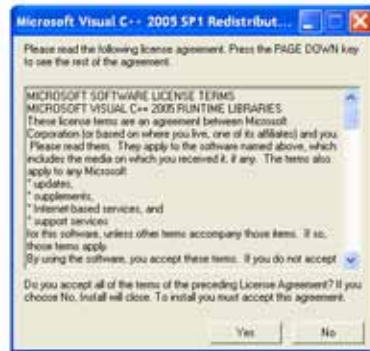 Microsoft Visual C++ 2005 SP1 Redistribut....
Please read the following license agreement. Press the PAGE DOWN key
to see the rest of the agreement.
MICROSOFT SOFTWARE LICENSE TERMS
MICROSOFT VISUAL C++ 2005 RUNTIME LIBRARIES
These license terms are an agreement between Microsoft
Corporation (or based on where you live, one of its affiliates) and you.
Please read them. They apply to the software named above, which
includes the media on which you received it, if any. The terms also
apply to any Microsoft
* updates,
* supplements,
* Internet-based services, and
* support services
for this software, unless other terms accompany those items. If so,
those terms apply.
By using the software, you accept these terms. If you do not accept
Do you accept all of the terms of the preceding License Agreement? If you
choose No, Install will close. To install you must accept this agreement.
Yes
No